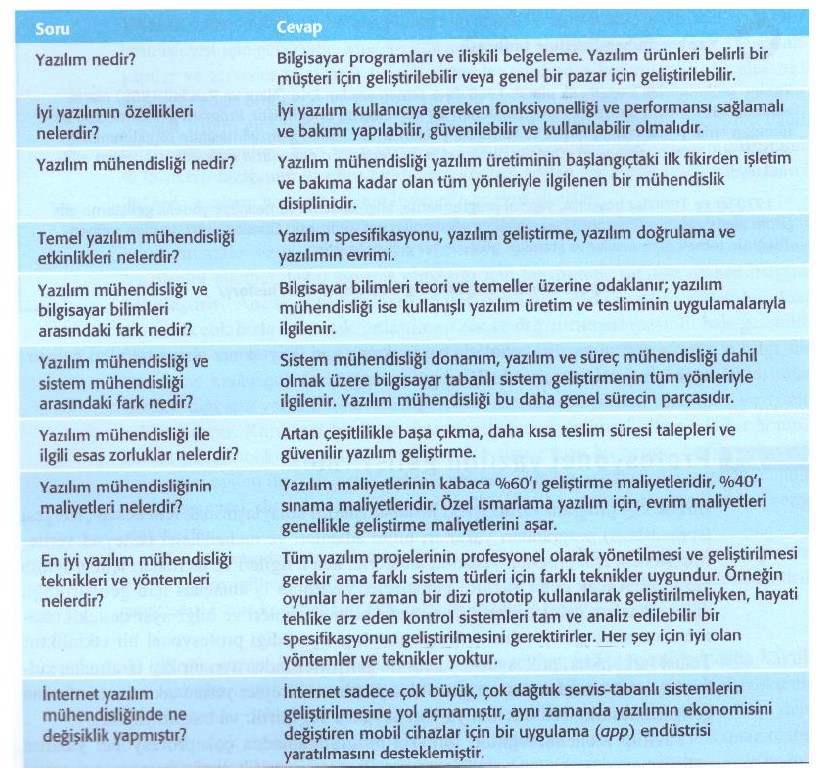 Soru Cevap
Yazılım nedir?
Bilgisayar programları ve ilişkili belgeleme. Yazılım ürünleri belirli bir
müşteri için geliştirilebilir veya genel bir pazar için geliştirilebilir.
İyi yazılımın özellikleri
nelerdir?
İyi yazılım kullanıcıya gereken fonksiyonelliği ve performansı sağlamalı
ve bakımı yapılabilir, güvenilebilir ve kullanılabilir olmalıdır.
Yazılım mühendisliği nedir?
Yazılım mühendisliği yazılım üretiminin başlangıçtaki ilk fikirden işletim
ve bakıma kadar olan tüm yönleriyle ilgilenen bir mühendislik
disiplinidir.
Temel yazılım mühendisliği
etkinlikleri nelerdir?
Yazılım spesifikasyonu, yazılım geliştirme, yazılım doğrulama ve
yazılımın evrimi.
Yazılım mühendisliği ve
bilgisayar bilimleri
arasındaki fark nedir?
Bilgisayar bilimleri teori ve temeller üzerine odaklanır; yazılım
mühendisliği ise kullanışlı yazılım üretim ve tesliminin uygulamalarıyla
ilgilenir.
Yazılım mühendisliği ve
sistem mühendisliği
arasındaki fark nedir?
Sistem mühendisliği donanım, yazılım ve süreç mühendisliği dahil
olmak üzere bilgisayar tabanlı sistem geliştirmenin tüm yönleriyle
ilgilenir. Yazılım mühendisliği bu daha genel sürecin parçasıdır.
Yazılım mühendisliği ile
ilgili esas zorluklar nelerdir?
Artan çeşitlilikle başa çıkma, daha kısa teslim süresi talepleri ve
güvenilir yazılım geliştirme.
Yazılım mühendisliğinin
maliyetleri nelerdir?
Yazılım maliyetlerinin kabaca %60'ı geliştirme maliyetleridir, %40'ı
sınama maliyetleridir. Özel ısmarlama yazılım için, evrim maliyetleri
genellikle geliştirme maliyetlerini aşar.
En iyi yazılım mühendisliği
teknikleri ve yöntemleri
nelerdir?
Tüm yazılım projelerinin profesyonel olarak yönetilmesi ve geliştirilmesi
gerekir ama farklı sistem türleri için farklı teknikler uygundur. Örneğin
oyunlar her zaman bir dizi prototip kullanılarak geliştirilmeliyken, hayati
tehlike arz eden kontrol sistemleri tam ve analiz edilebilir bir
spesifikasyonun geliştirilmesini gerektirirler. Her şey için iyi olan
yöntemler ve teknikler yoktur.
İnternet yazılım
mühendisliğinde ne
değişiklik yapmıştır?
İnternet sadece çok büyük, çok dağıtık servis-tabanlı sistemlerin
geliştirilmesine yol açmamıştır, aynı zamanda yazılımın ekonomisini
değiştiren mobil cihazlar için bir uygulama (app) endüstrisi
yaratılmasını desteklemiştir.